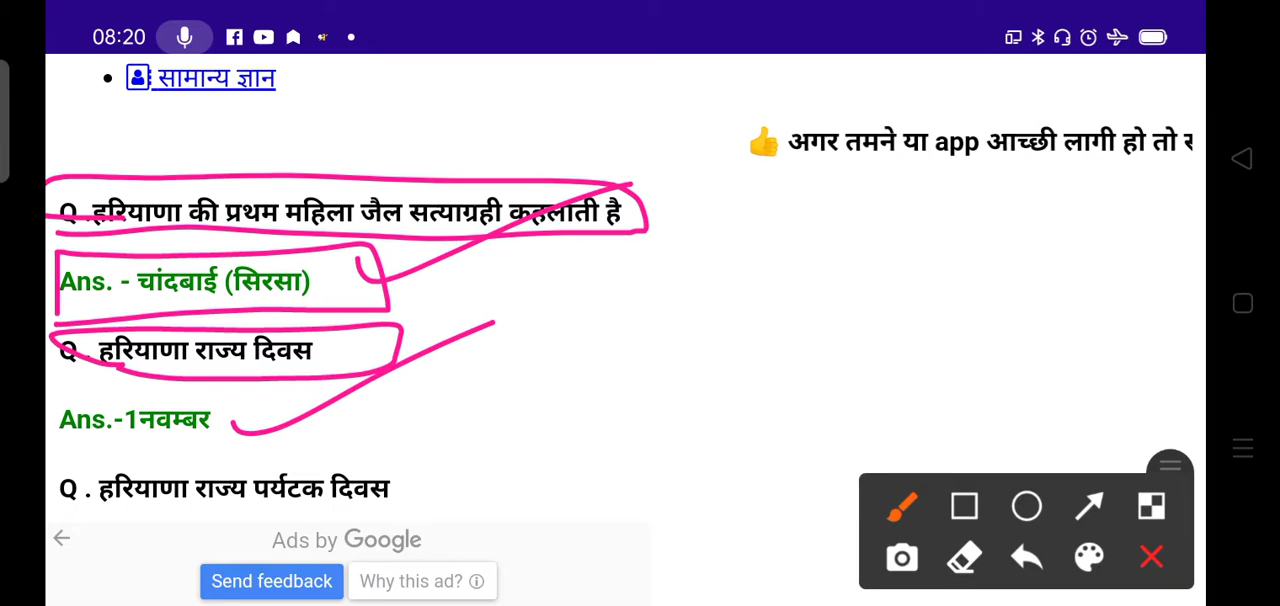 08:20
सामान्य ज्ञान
👍 अगर तमने या app आच्छी लागी हो तो
Q .हरियाणा की प्रथम महिला जैल सत्याग्रही कहलाती है
Ans. - चांदबाई (सिरसा)
Q . हरियाणा राज्य दिवस
Ans.-1नवम्बर
Q . हरियाणा राज्य पर्यटक दिवस
Ads by Google
Send feedback Why this ad?